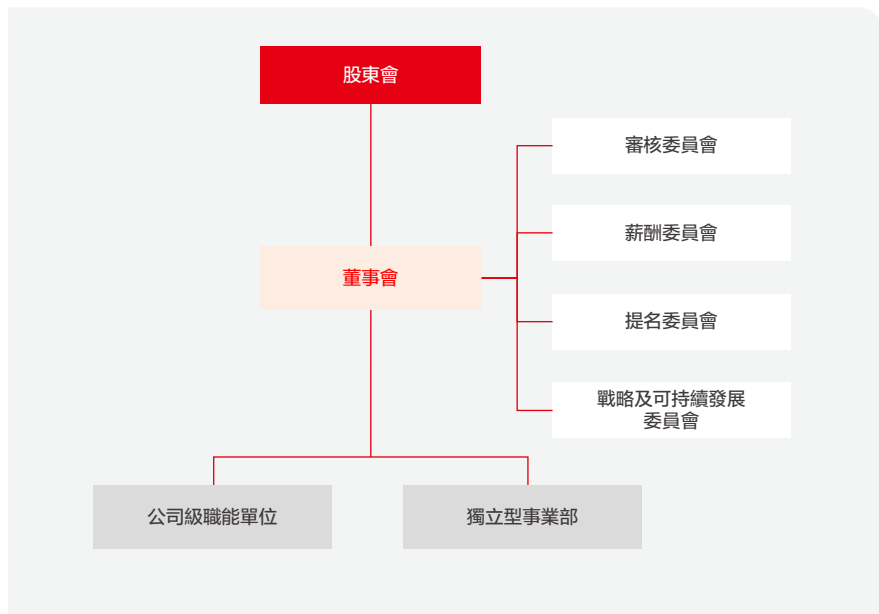 股東會
審核委員會
薪酬委員會
董事會
提名委員會
戰略及可持續發展
委員會
公司級職能單位
獨立型事業部